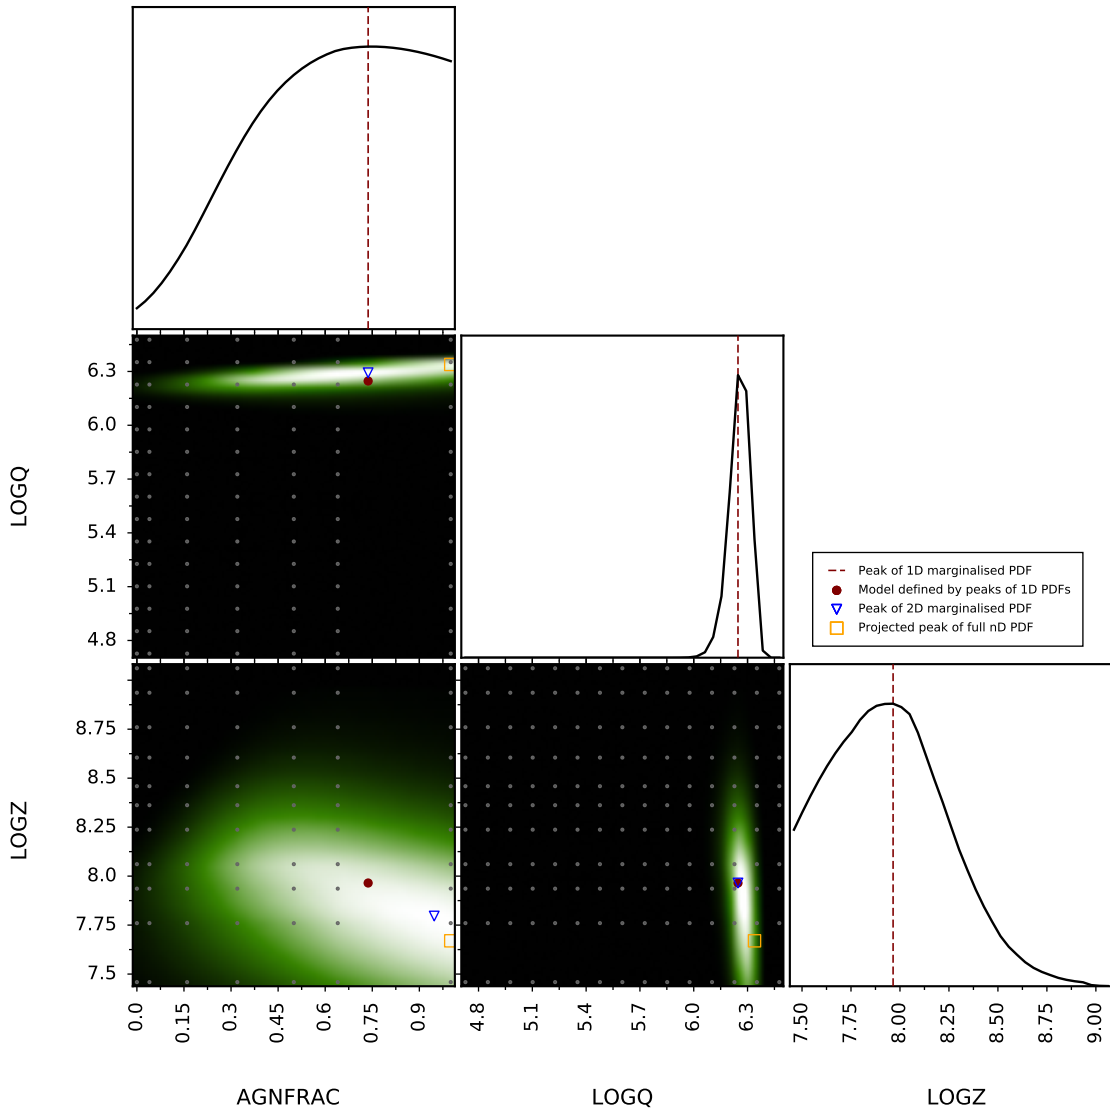 6.3
6.0
5.7
5.4
5.1
4.8
LOGQ
Peak of 1D marginalised PDF
Model defined by peaks of 1D PDFs
Peak of 2D marginalised PDF
Projected peak of full nD PDF
8.75
8.5
8.25
8.0
7.75
7.5
LOGZ
0.0 0.15 0.3 0.45 0.6 0.75 0.9
4.8 5.1 5.4 5.7 6.0 6.3
7.50 7.75 8.00 8.25 8.50 8.75 9.00
AGNFRAC LOGQ LOGZ